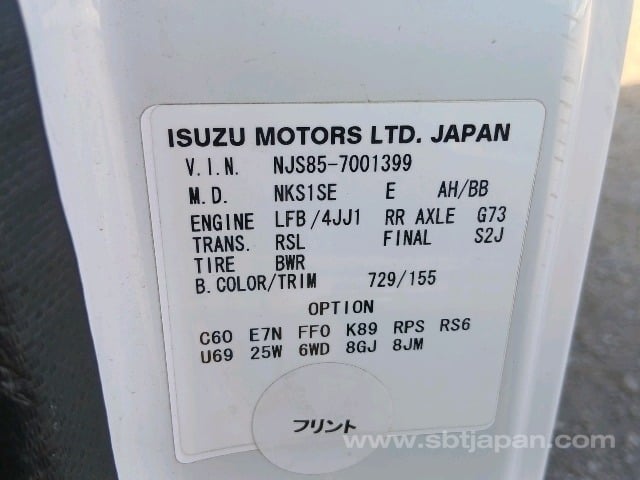 ISUZU MOTORS LTD. JAPAN
V.I.N. NJS85-7001399
M.D. NKS1SE E AH/BB
ENGINE LFB/4JJ1 RR AXLE G73
TRANS. RSL FINAL S2J
TIRE BWR
B.COLOR/TRIM 729/155
OPTION
C60 E7N FF0 K89 RPS RS6
U69 25W 6WD 8GJ 8JM
フリント
www.sbtjapan.com